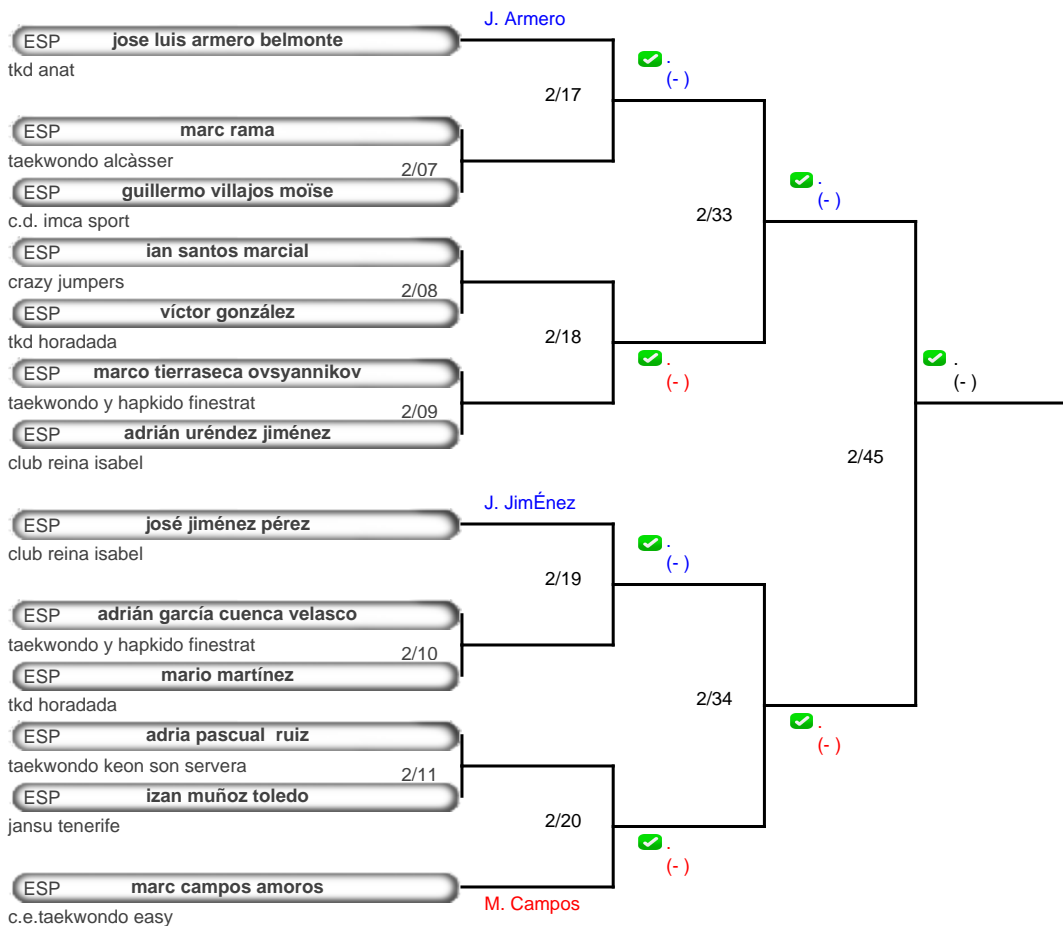 J. Armero
ESP jose luis armero belmonte
tkd anat
.
(- )
2/17
ESP marc rama
taekwondo alcàsser
2/07
ESP guillermo villajos moïse
c.d. imca sport
.
(- )
2/33
ESP ian santos marcial
crazy jumpers
2/08
ESP víctor gonzález
tkd horadada
2/18
.
(- )
ESP marco tierraseca ovsyannikov
taekwondo y hapkido finestrat
2/09
ESP adrián uréndez jiménez
club reina isabel
.
(- )
2/45
J. JimÉnez
ESP josé jiménez pérez
club reina isabel
.
(- )
2/19
ESP adrián garcía cuenca velasco
taekwondo y hapkido finestrat
2/10
ESP mario martínez
tkd horadada
2/34
ESP adria pascual  ruiz
taekwondo keon son servera
2/11
ESP izan muñoz toledo
jansu tenerife
.
(- )
2/20
.
(- )
ESP marc campos amoros
M. Campos
c.e.taekwondo easy